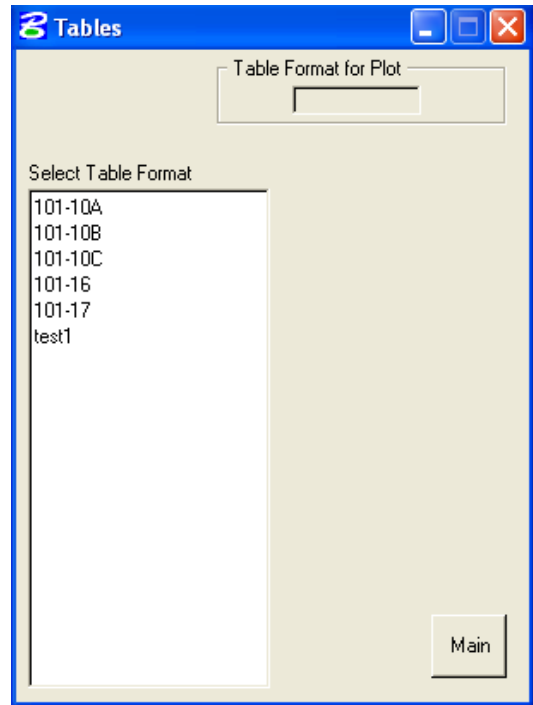 Tables
Table Format for Plot
Select Table Format
101-10A
101-10B
101-10C
101-16
101-17
test1
Main